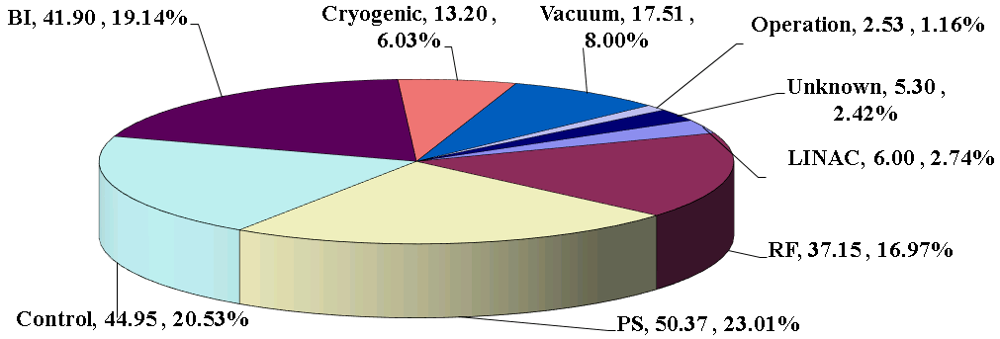 BI, 41.90 , 19.14%
Cryogenic, 13.20 ,
6.03%
Vacuum, 17.51 ,
8.00%
Operation, 2.53 , 1.16%
Unknown, 5.30 ,
2.42%
LINAC, 6.00 , 2.74%
RF, 37.15 , 16.97%
PS, 50.37 , 23.01%
Control, 44.95 , 20.53%